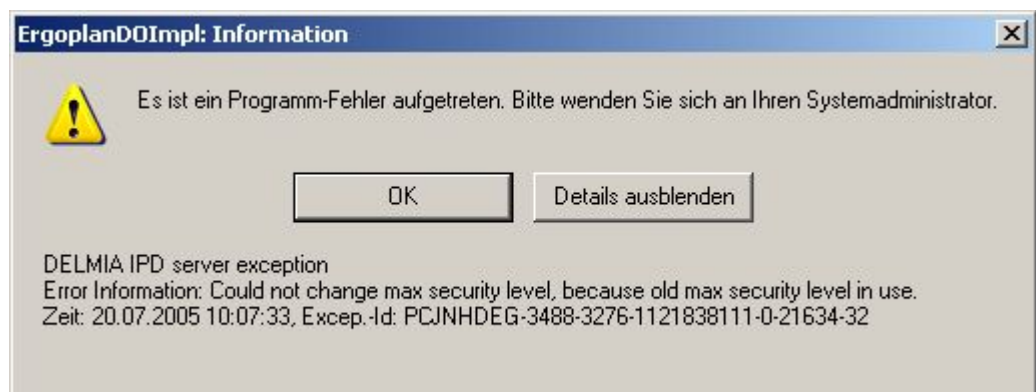 ErgoplanDOImpl: Information
Es ist ein Programm-Fehler aufgetreten. Bitte wenden Sie sich an Ihren Systemadministrator.
OK
Details ausblenden
DELMIA IPD server exception
Error Information: Could not change max security level, because old max security level in use.
Zeit: 20.07.2005 10:07:33, Excep.-Id: PCJNHDEG-3488-3276-1121838111-0-21634-32